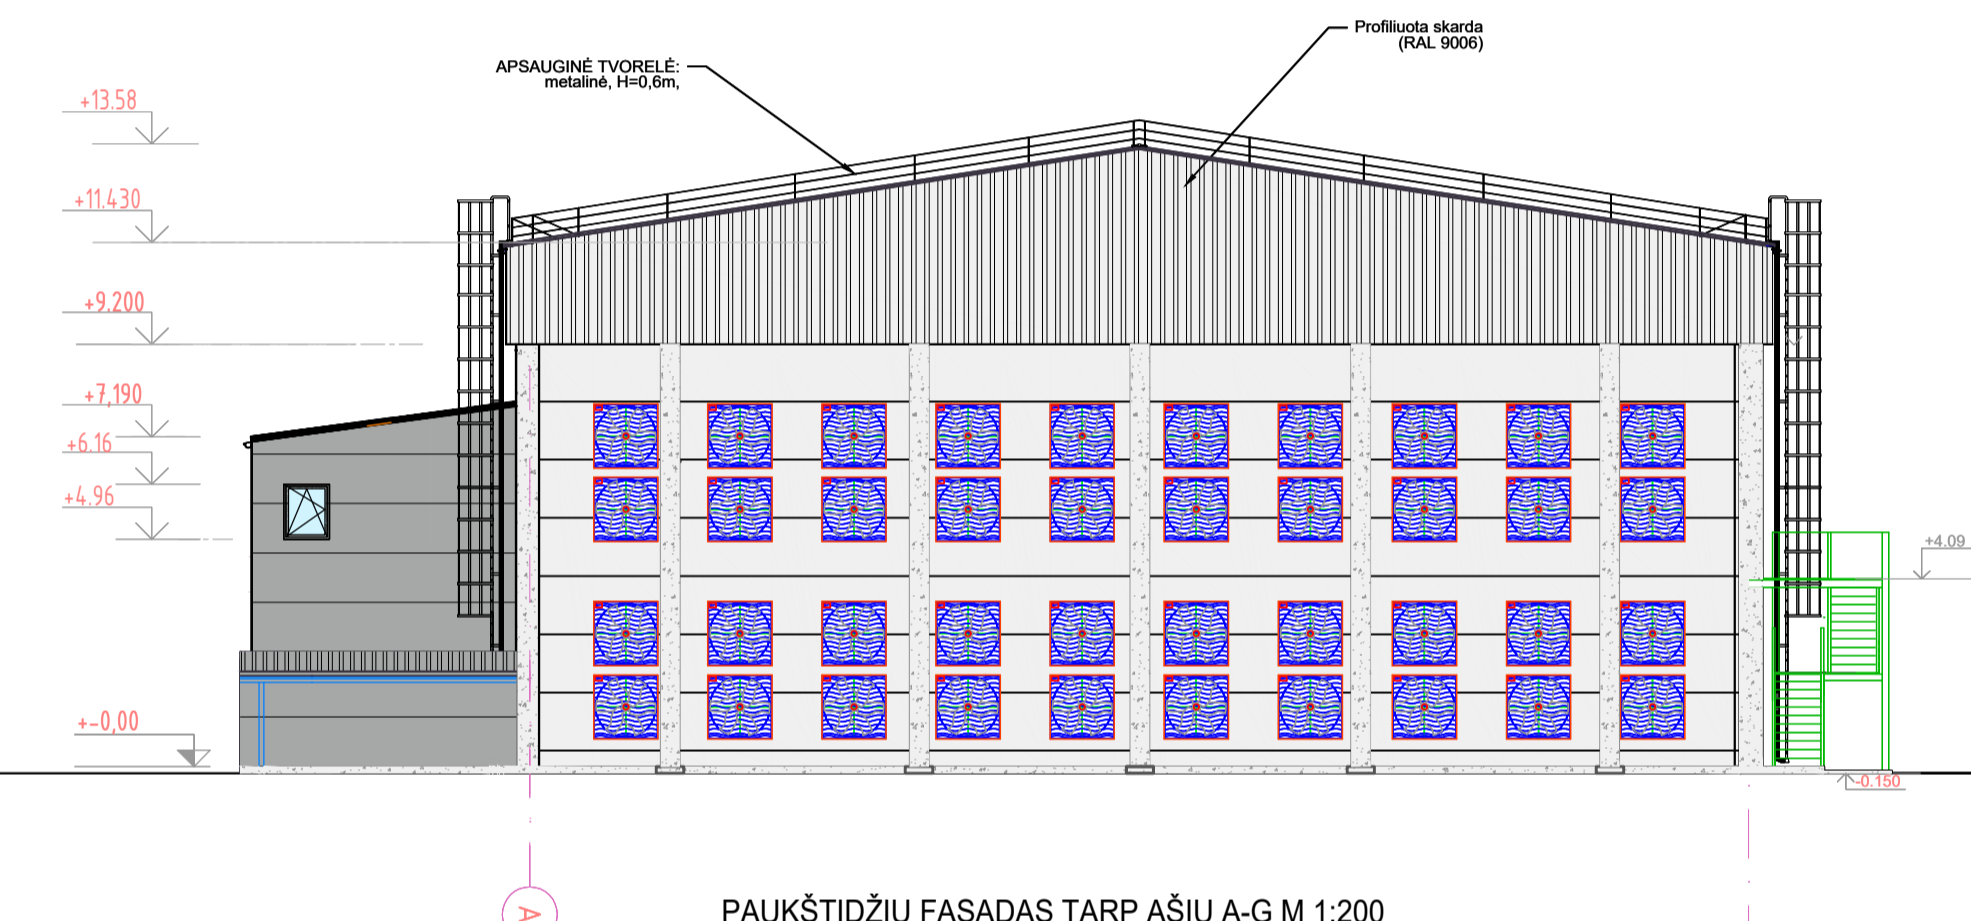 Profiliuota skarda
(RAL 9006)
APSAUGINĖ TVORELĖ:
metalinė, H=0,6m,
+13.58
+11.430
+9.200
+7,190
+6.16
+4.96
+4.09
+-0,00
-0.150
A
PAUKŠTIDŽIU FASADAS TARP AŠIU A-G M 1:200